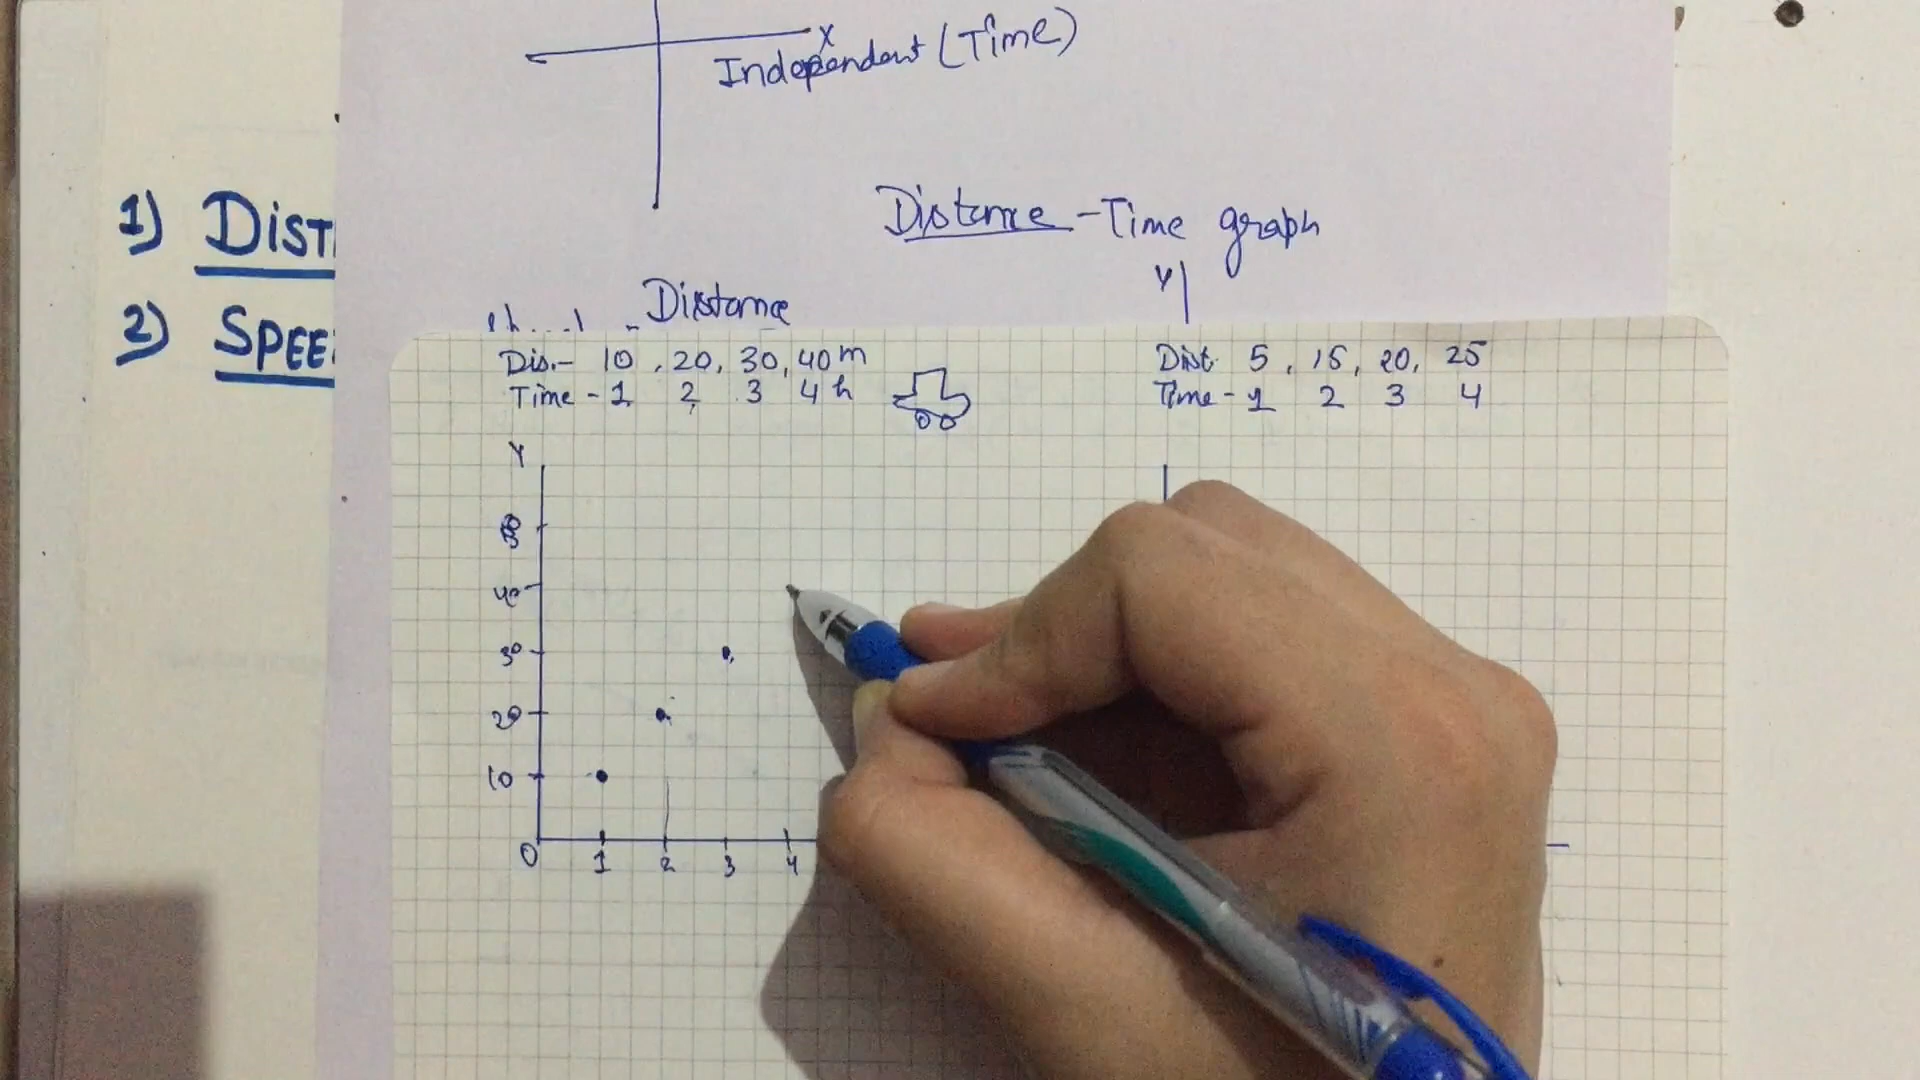 X
Independent (Time)
1) DIST
Distance - Time graph
Y
2) SPEE
Distance
Dis.- 10 , 20, 30, 40 m
Time - 1 2, 3 4 h
Dist. 5 , 15, 20, 25
Time - 1 2 3 4
Y
40
30
20
10
0 1 2 3 4